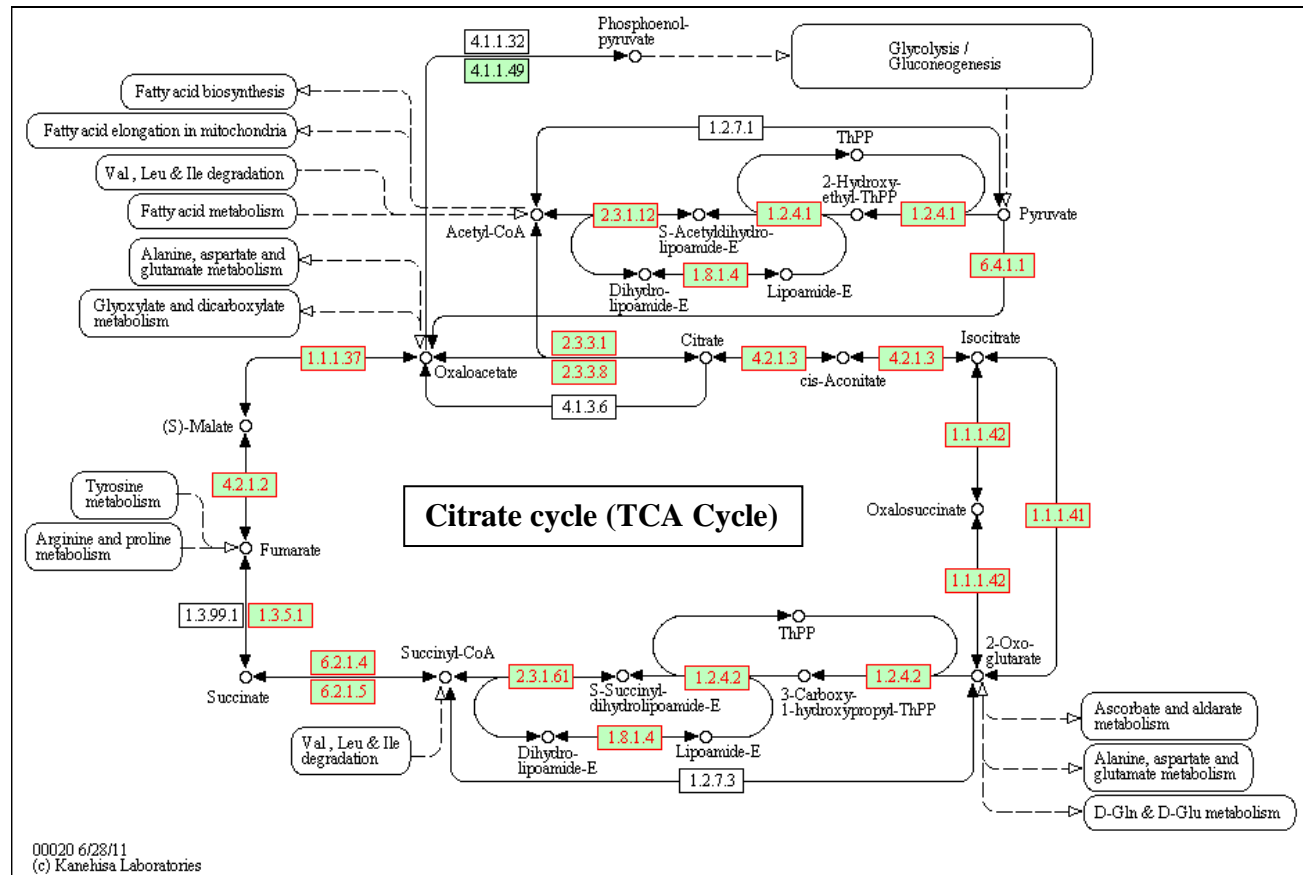 Phosphoenol-
pyruvate
4.1.1.32
4.1.1.49
Glycolysis /
Gluconeogenesis
Fatty acid biosynthesis
Fatty acid elongation in mitochondria
Val , Leu & Ile degradation
Fatty acid metabolism
1.2.7.1
ThPP
2-Hydroxy-
ethyl-ThPP
Acetyl-CoA
2.3.1.12
S-Acetyldihydro-
lipoamide-E
1.2.4.1
1.2.4.1
Pyruvate
Alanine, aspartate and
glutamate metabolism
Glyoxylate and dicarboxylate
metabolism
Dihydro-
lipoamide-E
1.8.1.4
Lipoamide-E
6.4.1.1
1.1.1.37
Oxaloacetate
2.3.3.1
2.3.3.8
4.1.3.6
Citrate
4.2.1.3
cis-Aconitate
4.2.1.3
Isocitrate
(S)-Malate
1.1.1.42
4.2.1.2
Tyrosine
metabolism
Arginine and proline
metabolism
Fumarate
Citrate cycle (TCA Cycle)
Oxalosuccinate
1.1.1.41
1.1.1.42
1.3.99.1
1.3.5.1
ThPP
2-Oxo-
glutarate
Succinate
6.2.1.4
6.2.1.5
Succinyl-CoA
2.3.1.61
S-Succinyl-
dihydrolipoamide-E
1.2.4.2
3-Carboxy-
1-hydroxypropyl-ThPP
1.2.4.2
Val , Leu & Ile
degradation
Dihydro-
lipoamide-E
1.8.1.4
Lipoamide-E
1.2.7.3
Ascorbate and aldarate
metabolism
Alanine, aspartate and
glutamate metabolism
D-Gln & D-Glu metabolism
00020 6/28/11
(c) Kanehisa Laboratories